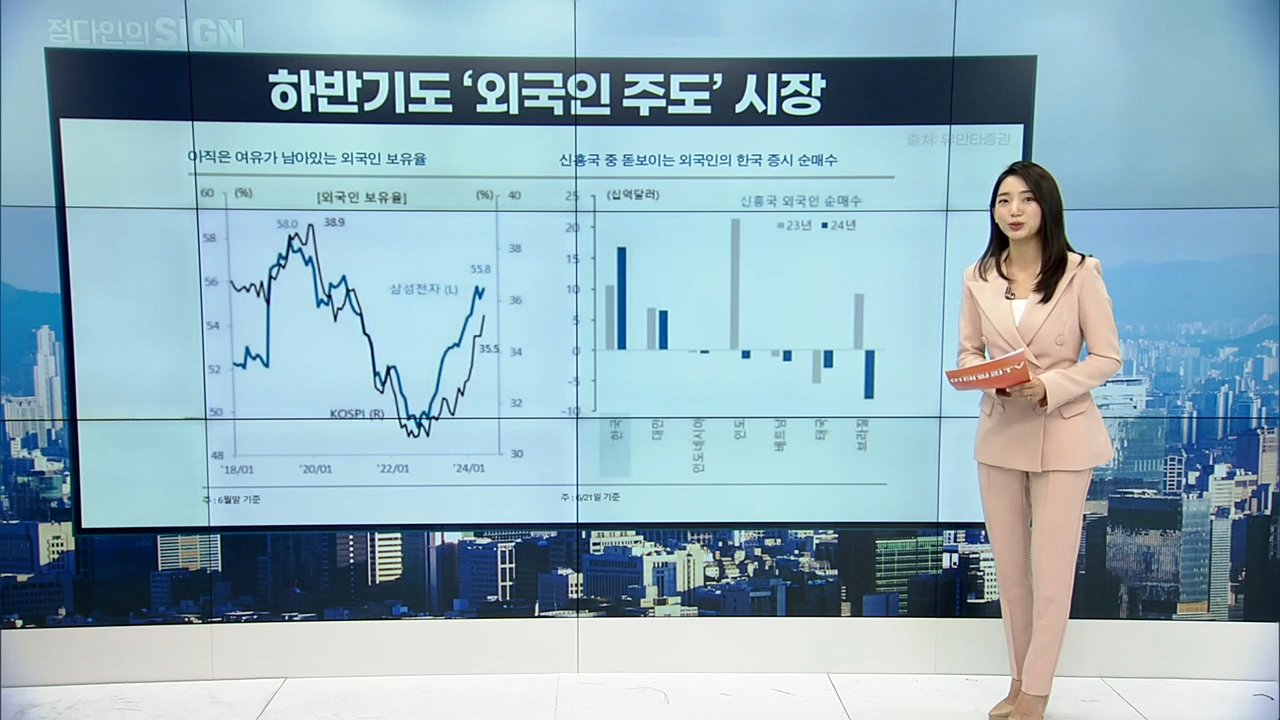 정다인의 SIGN
하반기도 ‘외국인 주도’ 시장
출처: 유안타증권
아직은 여유가 남아있는 외국인 보유율
60 (%) [외국인 보유율] (%) 40
58.0 38.9
58 38
55.8
56 삼성전자 (L) 36
54
35.5 34
52
50 KOSPI (R) 32
48 30
'18/01 '20/01 '22/01 '24/01
주 : 6월말 기준
신흥국 중 돋보이는 외국인의 한국 증시 순매수
25 (십억달러) 신흥국 외국인 순매수
23년 24년
20
15
10
5
0
-5
-10
한국 대만 인도네시아 인도 베트남 태국 브라질
주 : 6/21일 기준
이데일리TV